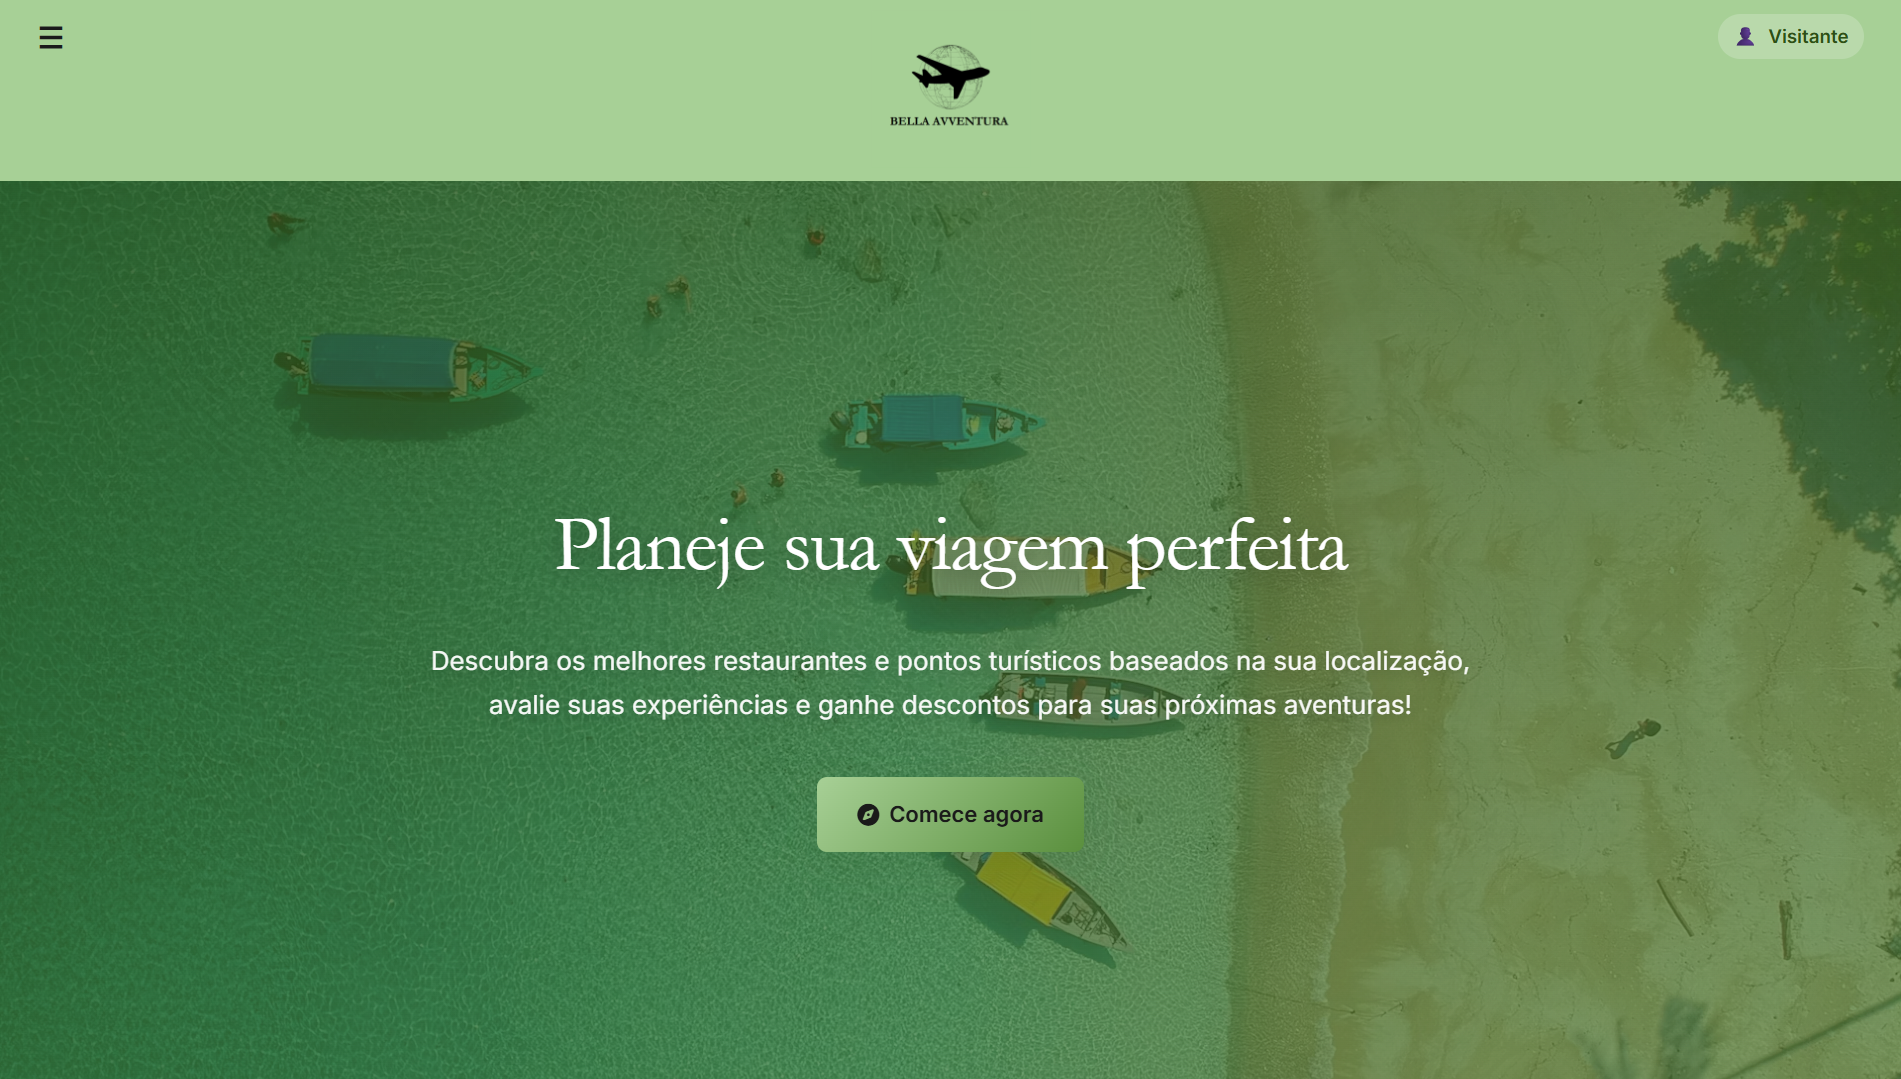 Visitante
BELLA AVVENTURA
Planeje sua viagem perfeita
Descubra os melhores restaurantes e pontos turísticos baseados na sua localização,
avalie suas experiências e ganhe descontos para suas próximas aventuras!
Comece agora